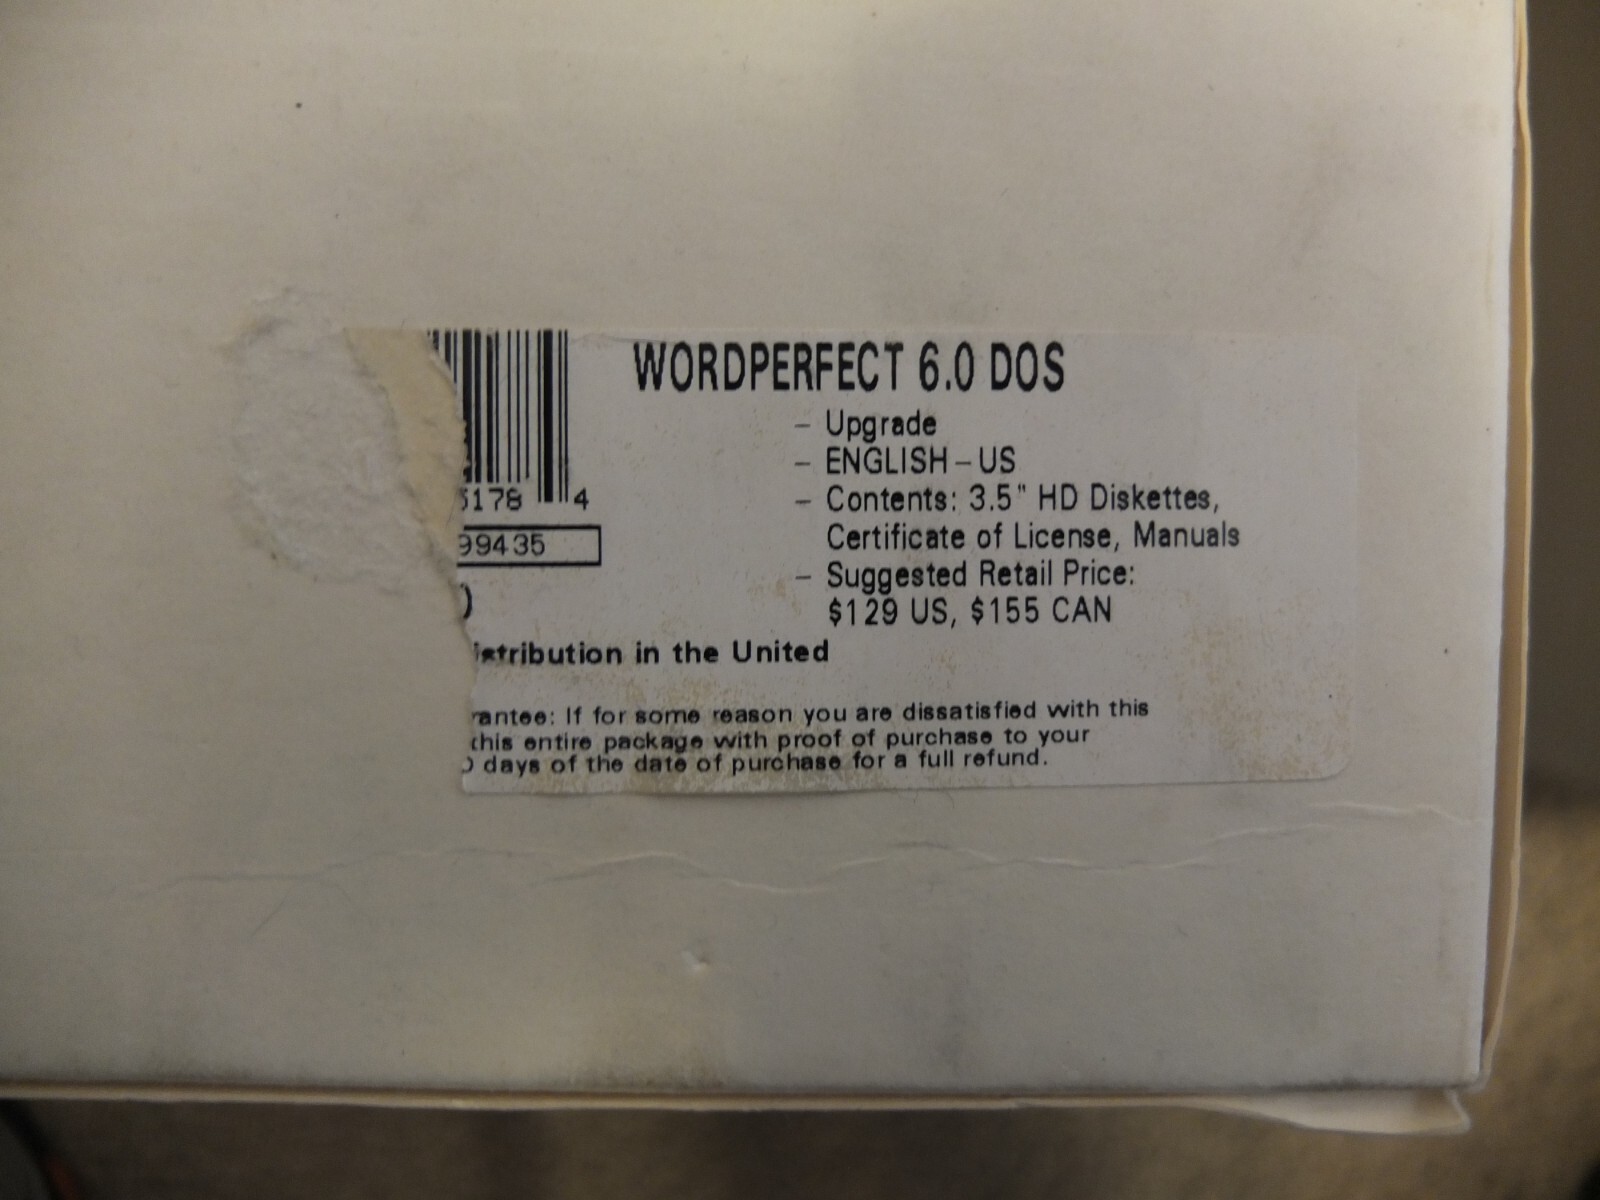 WORDPERFECT 6.0 DOS
- Upgrade
- ENGLISH-US
- Contents: 3.5" HD Diskettes,
Certificate of License, Manuals
- Suggested Retail Price:
$129 US, $155 CAN
5178 4
99435
)
istribution in the United
rantee: If for some reason you are dissatisfied with this
this entire package with proof of purchase to your
0 days of the date of purchase for a full refund.